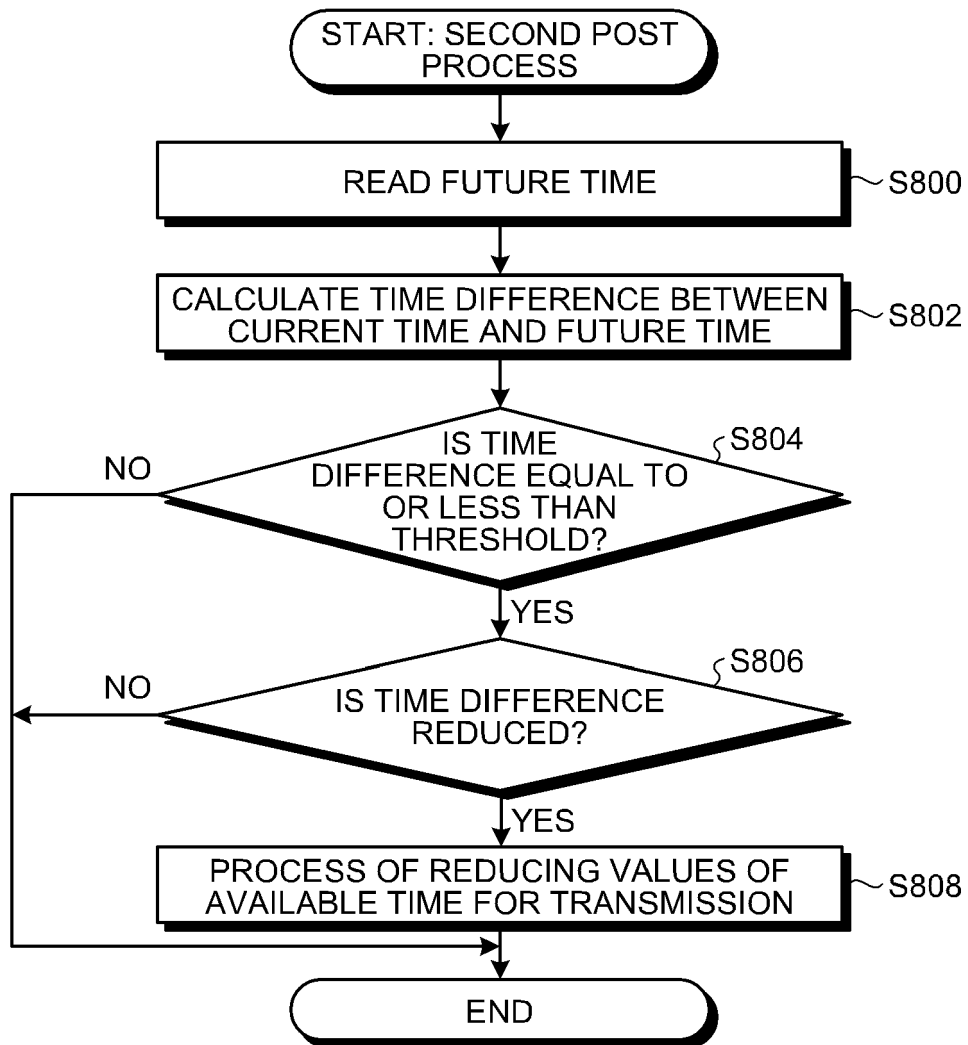 START: SECOND POST
PROCESS
READ FUTURE TIME
S800
CALCULATE TIME DIFFERENCE BETWEEN
CURRENT TIME AND FUTURE TIME
S802
IS TIME
DIFFERENCE EQUAL TO
OR LESS THAN
THRESHOLD?
S804
NO
YES
IS TIME DIFFERENCE
REDUCED?
S806
NO
YES
PROCESS OF REDUCING VALUES OF
AVAILABLE TIME FOR TRANSMISSION
S808
END